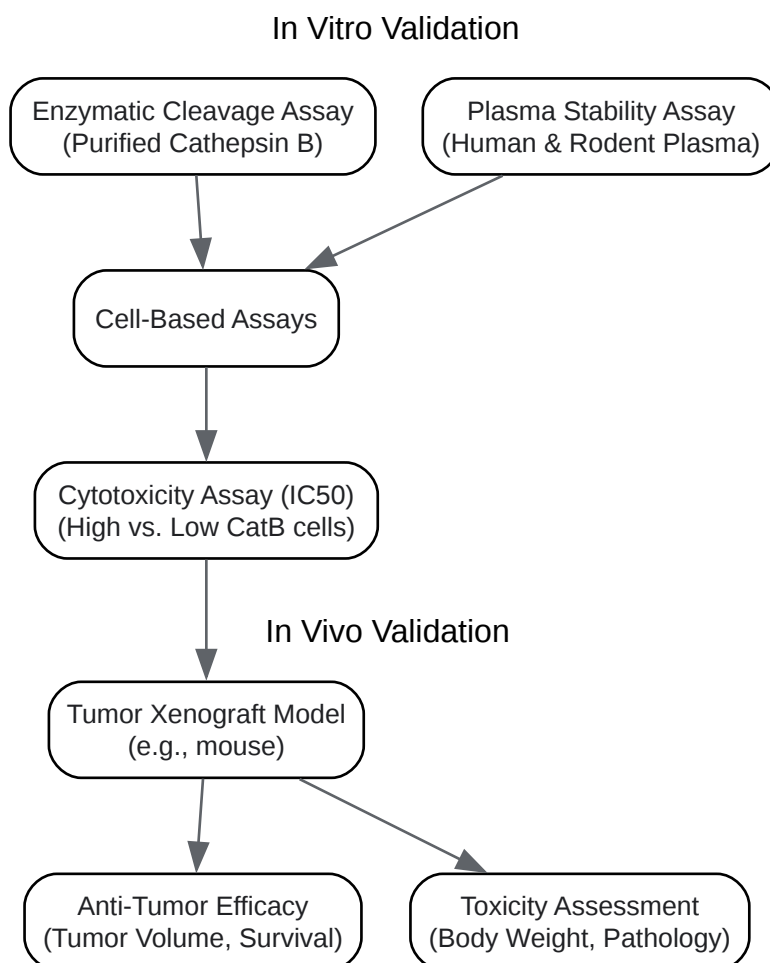 In Vitro Validation
Enzymatic Cleavage Assay
(Purified Cathepsin B)
Plasma Stability Assay
(Human & Rodent Plasma)
Cell-Based Assays
Cytotoxicity Assay (IC50)
(High vs. Low CatB cells)
In Vivo Validation
Tumor Xenograft Model
(e.g., mouse)
Anti-Tumor Efficacy
(Tumor Volume, Survival)
Toxicity Assessment
(Body Weight, Pathology)